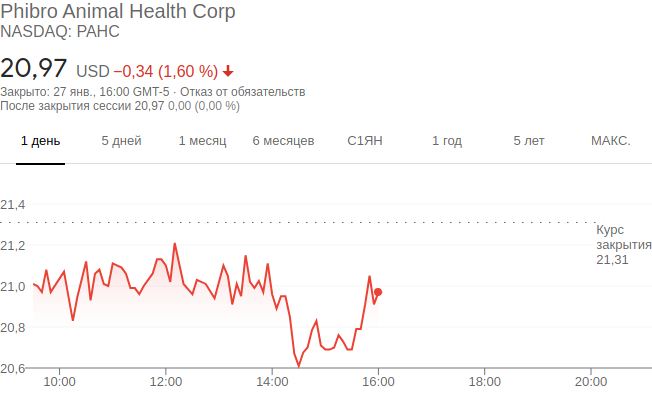 Phibro Animal Health Corp
NASDAQ: PAHC
20,97 USD −0,34 (1,60 %)
Закрыто: 27 янв., 16:00 GMT-5 · Отказ от обязательств
После закрытия сессии 20,97 0,00 (0,00 %)
1 день 5 дней 1 месяц 6 месяцев С1ЯН 1 год 5 лет МАКС.
21,4
Курс
закрытия
21,31
21,2
21,0
20,8
20,6
10:00 12:00 14:00 16:00 18:00 20:00